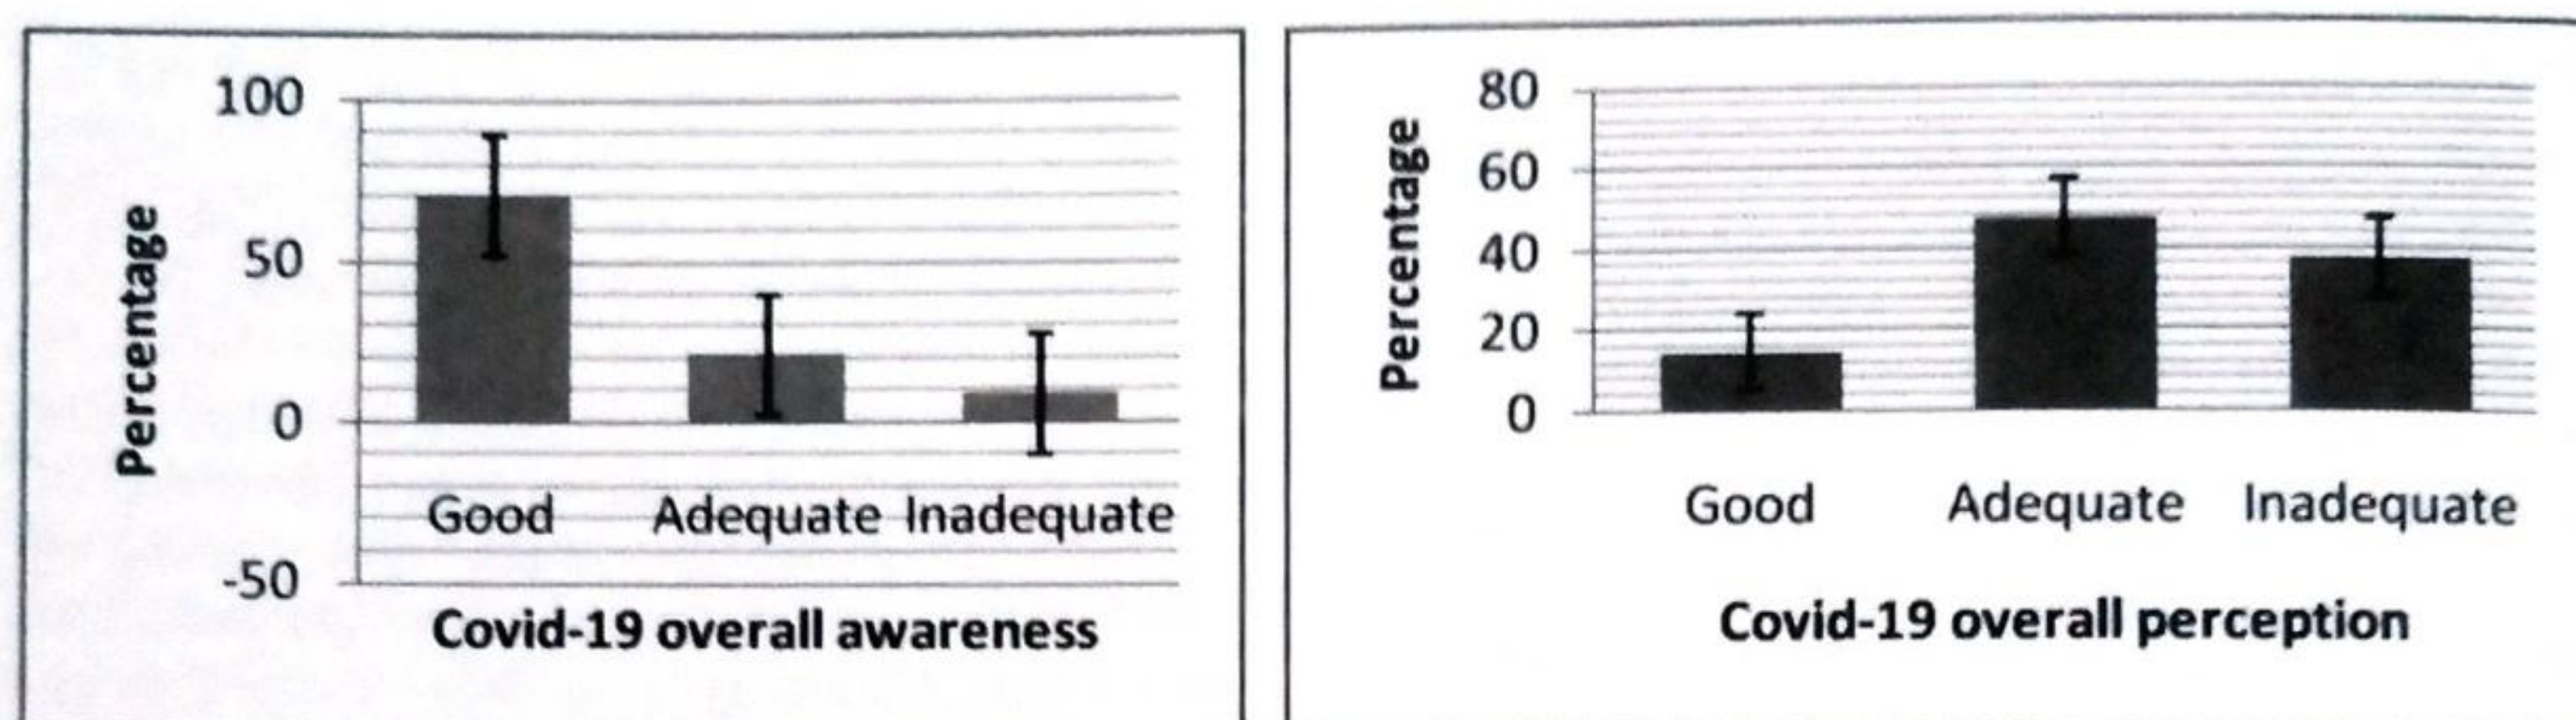 100
50
0
-50
Percentage
Good Adequate Inadequate
Covid-19 overall awareness
80
60
40
20
0
Percentage
Good Adequate Inadequate
Covid-19 overall perception